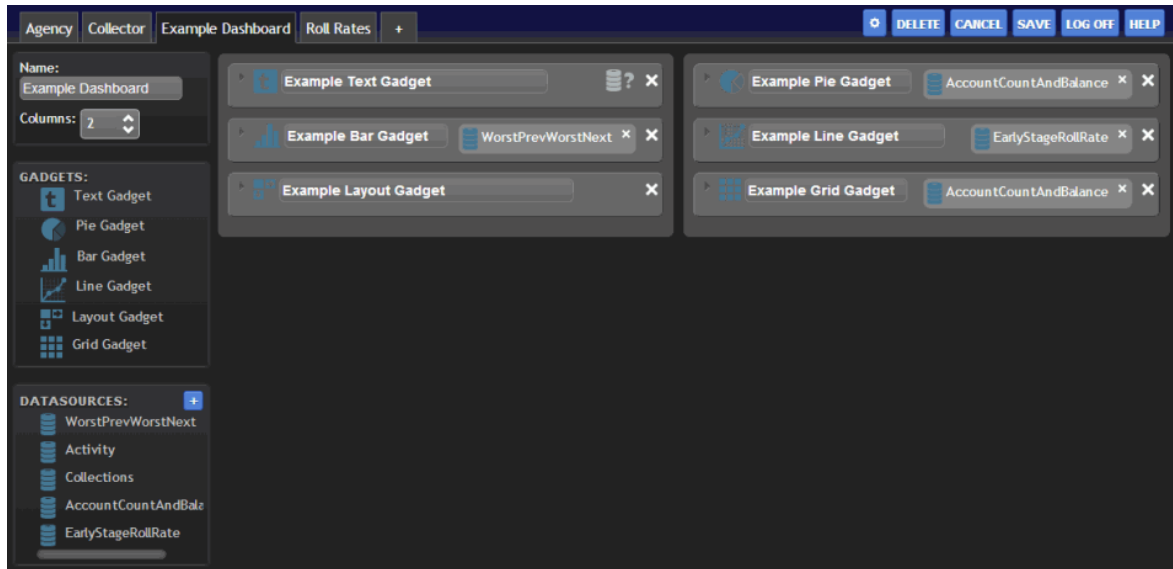 Agency Collector Example Dashboard Roll Rates +
DELETE CANCEL SAVE LOG OFF HELP
Name:
Example Dashboard
Columns: 2
GADGETS:
t Text Gadget
Pie Gadget
Bar Gadget
Line Gadget
Layout Gadget
Grid Gadget
DATASOURCES: +
WorstPrevWorstNext
Activity
Collections
AccountCountAndBala
EarlyStageRollRate
t Example Text Gadget ? ×
Example Bar Gadget WorstPrevWorstNext × ×
Example Layout Gadget ×
Example Pie Gadget AccountCountAndBalance × ×
Example Line Gadget EarlyStageRollRate × ×
Example Grid Gadget AccountCountAndBalance × ×